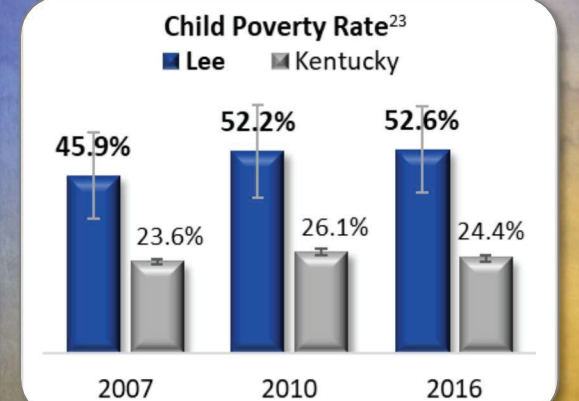 Child Poverty Rate23
Lee Kentucky
45.9%
23.6%
52.2%
26.1%
52.6%
24.4%
2007 2010 2016